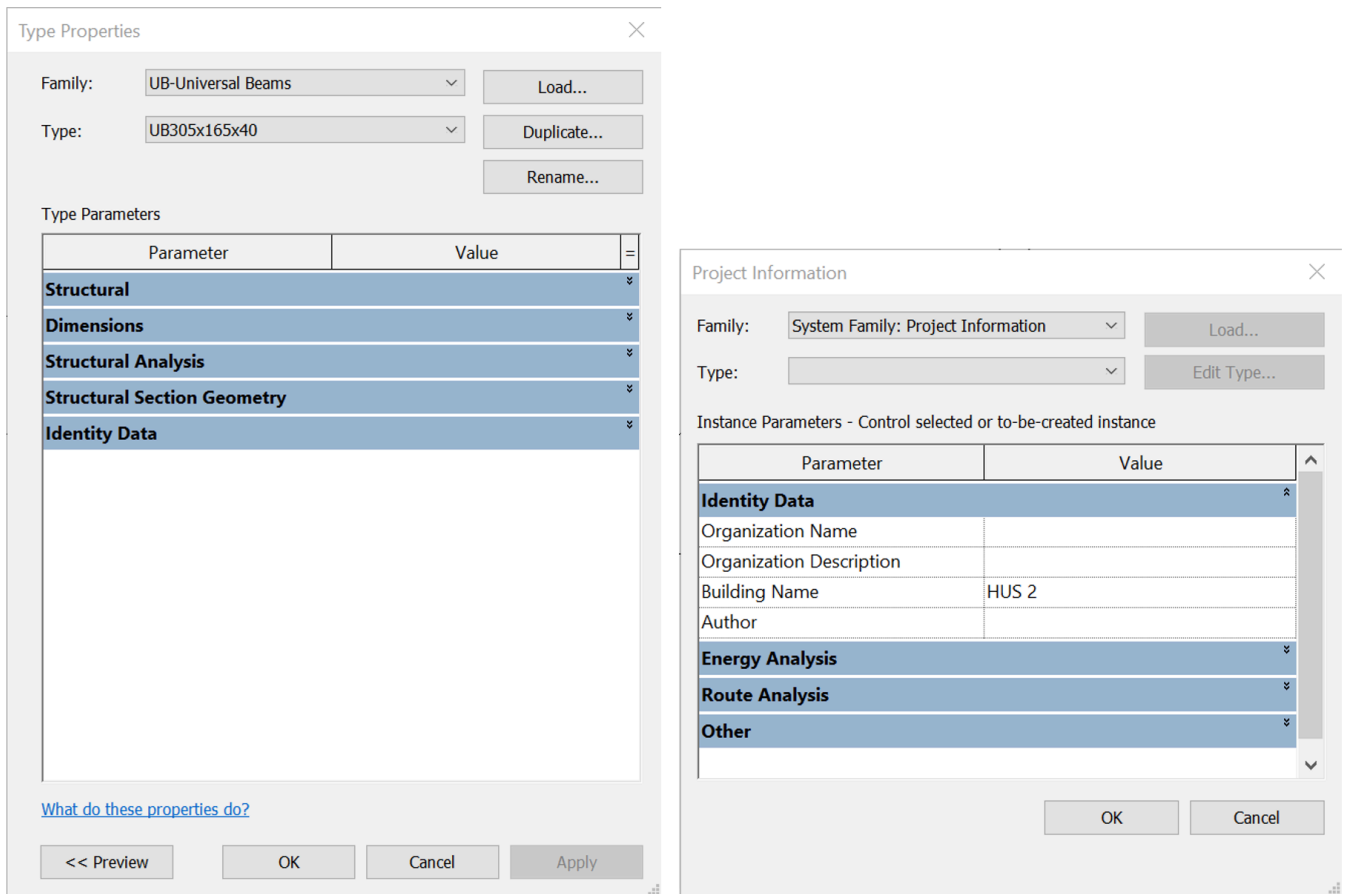 Type Properties
Family: UB-Universal Beams Load...
Type: UB305x165x40 Duplicate...
Rename...
Type Parameters
Parameter Value =
Structural
Dimensions
Structural Analysis
Structural Section Geometry
Identity Data
What do these properties do?
<< Preview OK Cancel Apply
Project Information
Family: System Family: Project Information Load...
Type: Edit Type...
Instance Parameters - Control selected or to-be-created instance
Parameter Value
Identity Data
Organization Name
Organization Description
Building Name HUS 2
Author
Energy Analysis
Route Analysis
Other
OK Cancel